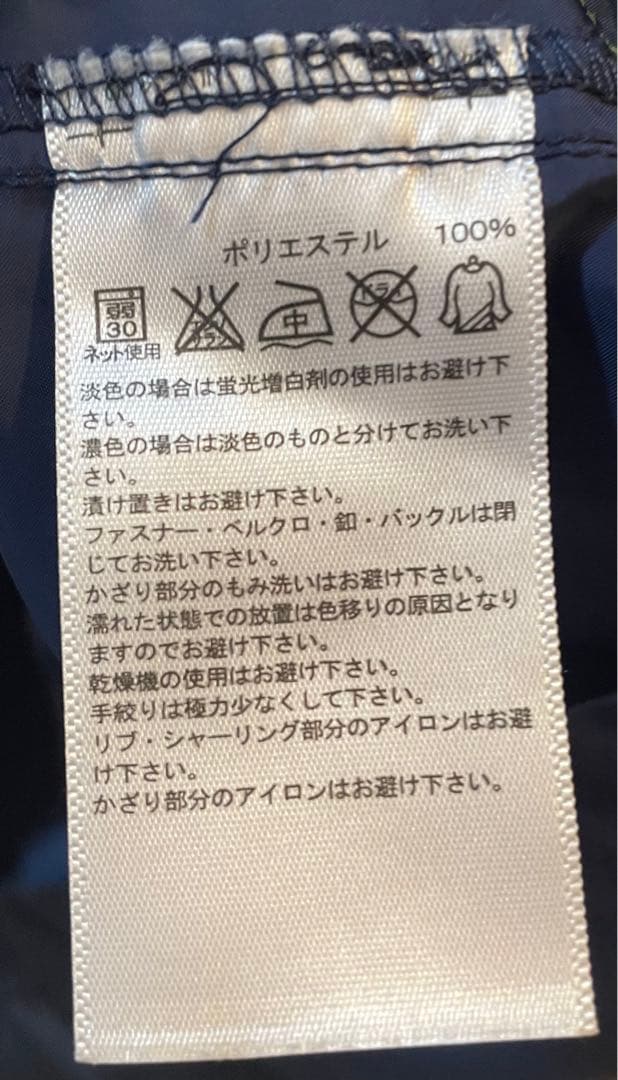 ポリエステル 100%
弱
30
ネット使用
エンソ
サラシ
中
ドライ
淡色の場合は蛍光増白剤の使用はお避け下
さい。
濃色の場合は淡色のものと分けてお洗い下
さい。
漬け置きはお避け下さい。
ファスナー・ベルクロ・釦・バックルは閉
じてお洗い下さい。
かざり部分のもみ洗いはお避け下さい。
濡れた状態での放置は色移りの原因となり
ますのでお避け下さい。
乾燥機の使用はお避け下さい。
手絞りは極力少なくして下さい。
リブ・シャーリング部分のアイロンはお避
け下さい。
かざり部分のアイロンはお避け下さい。